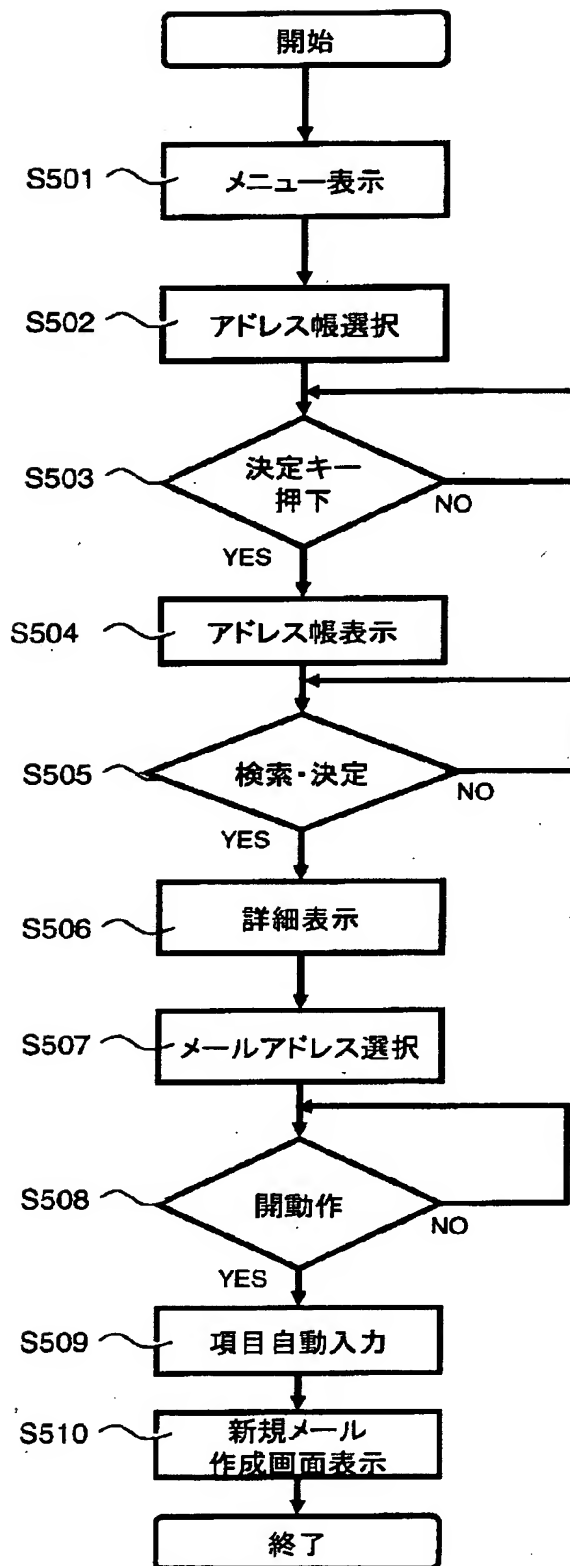 開始
S501
メニュー表示
S502
アドレス帳選択
S503
決定キー
押下
NO
YES
S504
アドレス帳表示
S505
検索・決定
NO
YES
S506
詳細表示
S507
メールアドレス選択
S508
開動作
NO
YES
S509
項目自動入力
S510
新規メール
作成画面表示
終了